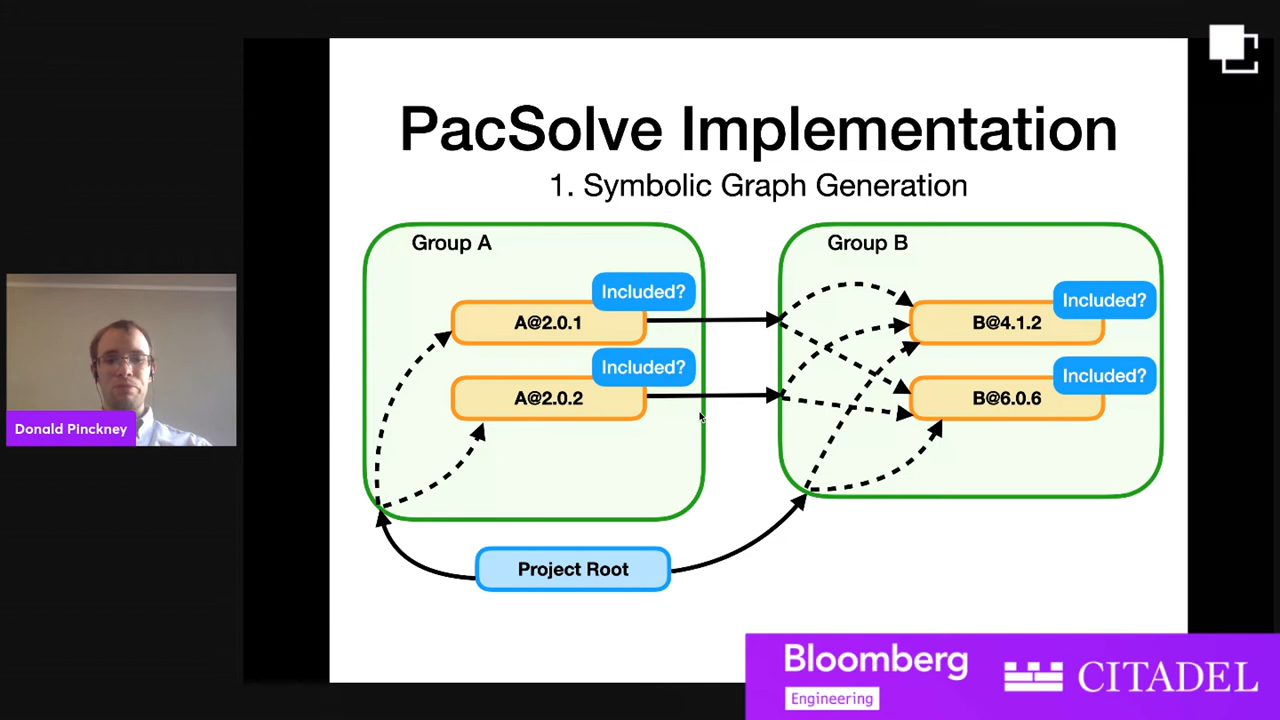 PacSolve Implementation
1. Symbolic Graph Generation
Group A
Group B
Included?
A@2.0.1
Included?
A@2.0.2
Included?
B@4.1.2
Included?
B@6.0.6
Project Root
Donald Pinckney
Bloomberg
Engineering
CITADEL